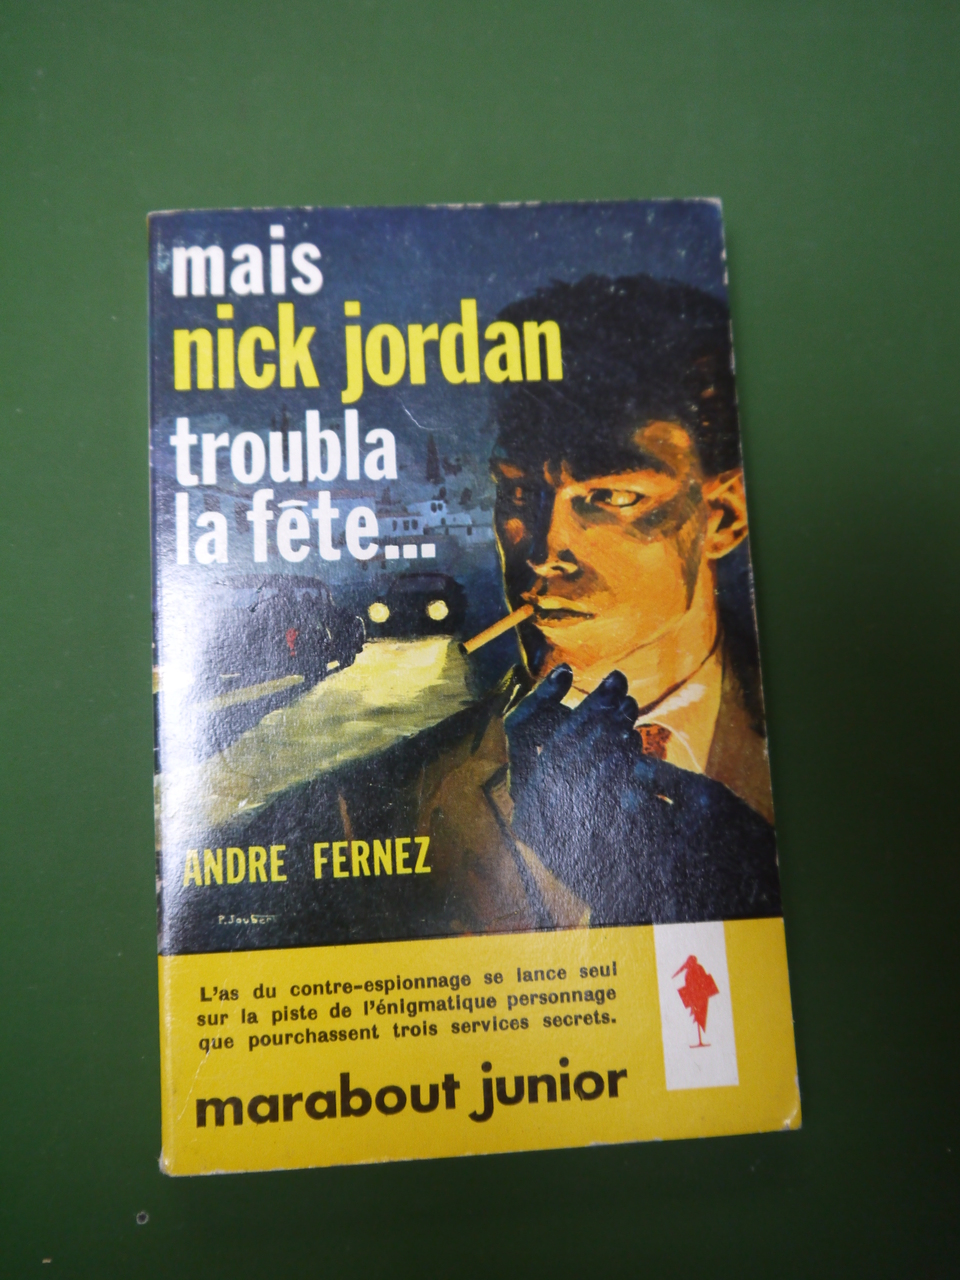 mais
nick jordan
troubla
la fête...
ANDRE FERNEZ
P. Joubert
L'as du contre-espionnage se lance seul
sur la piste de l'énigmatique personnage
que pourchassent trois services secrets.
marabout junior